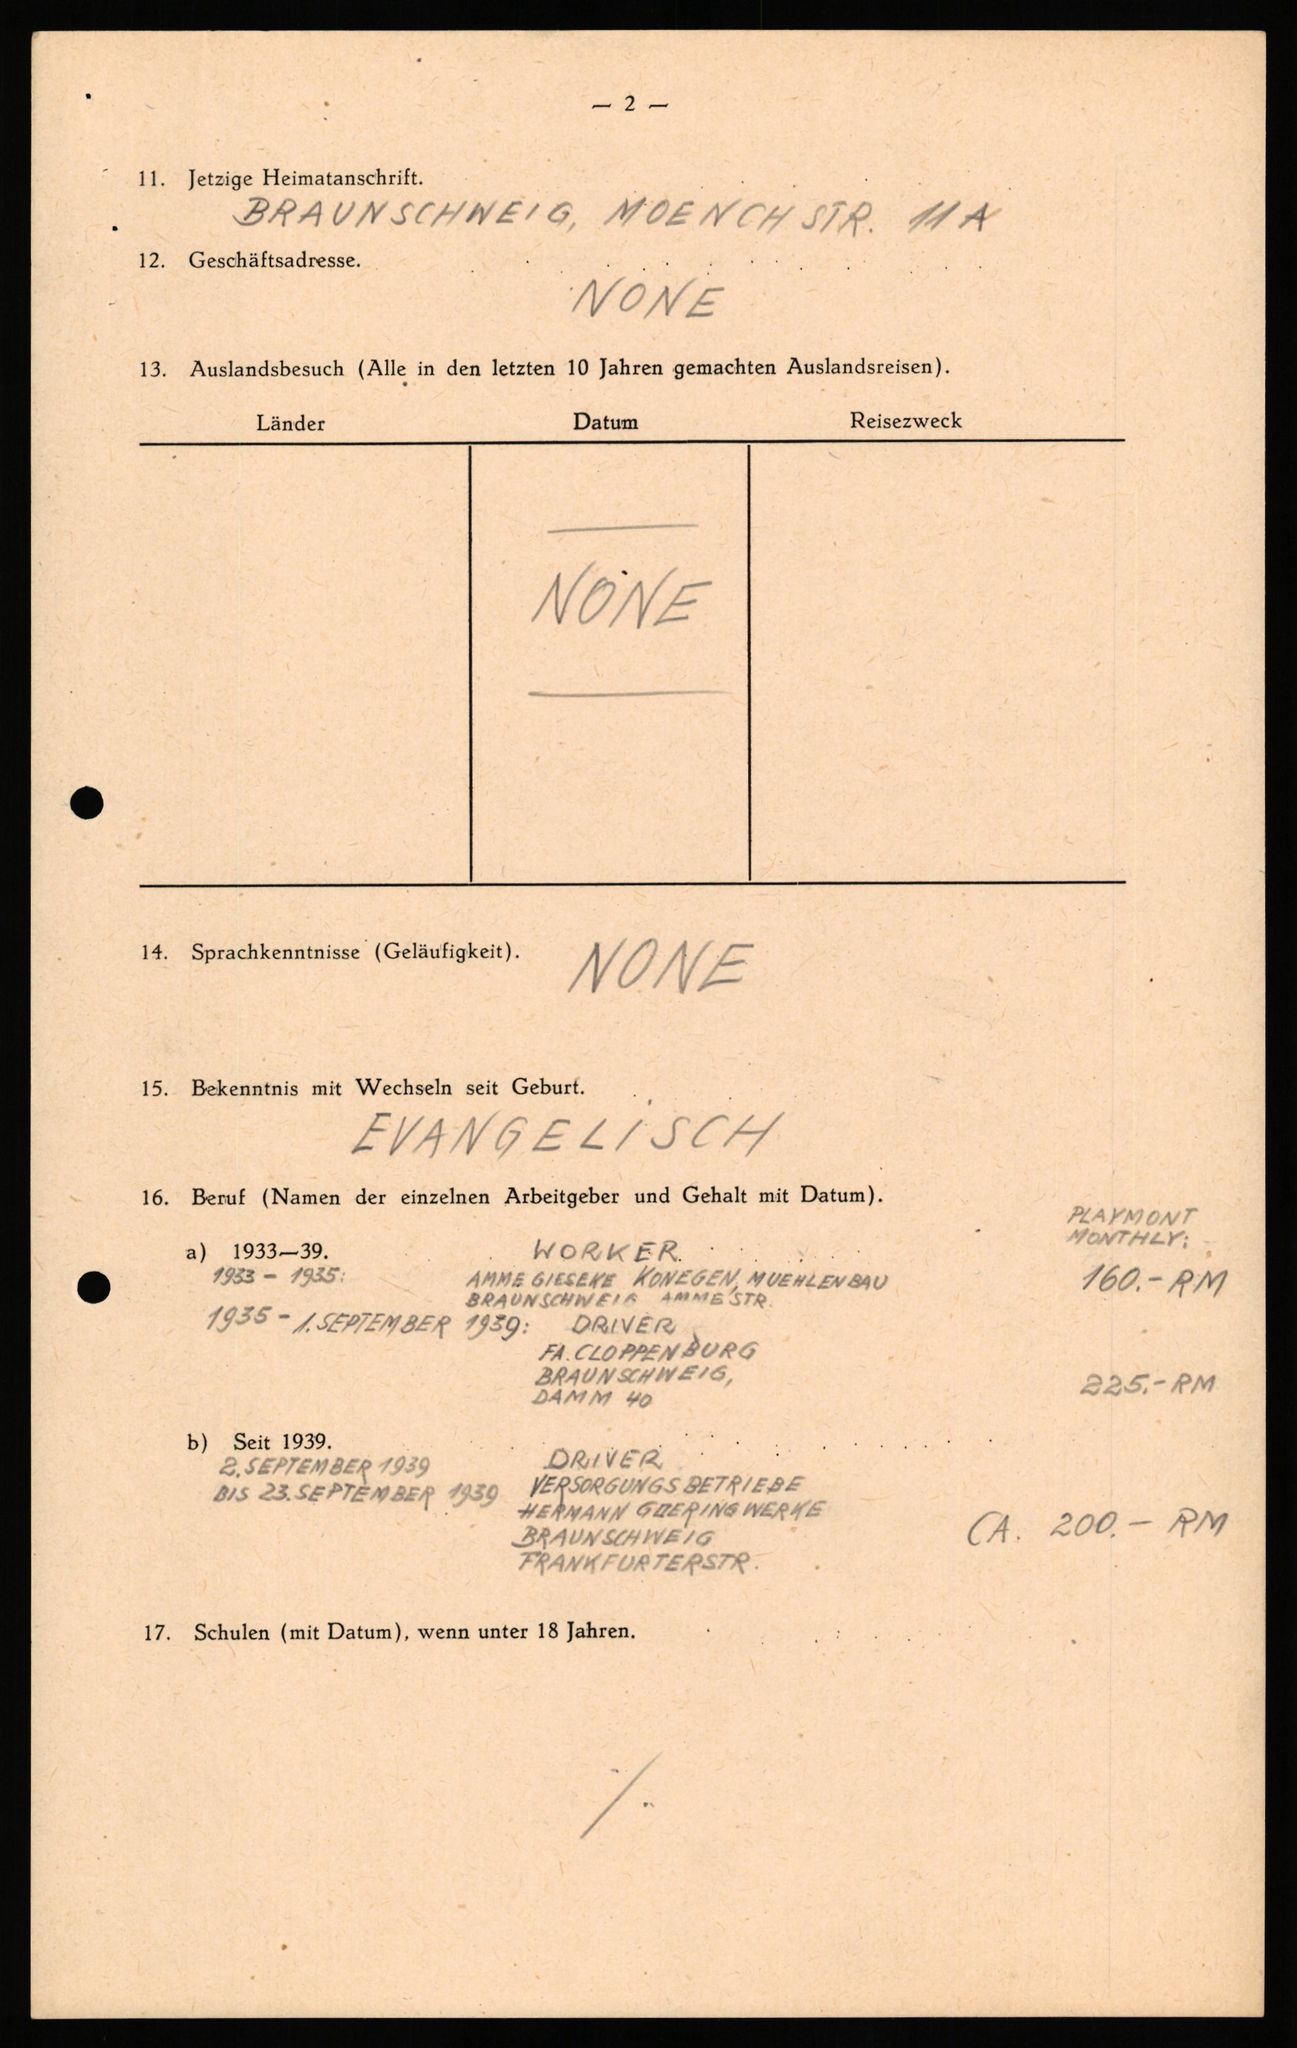 — 2 —
11. Jetzige Heimatanschrift.
BRAUNSCHWEIG, MOENCHSTR. 11A
12. Geschäftsadresse.
NONE
13. Auslandsbesuch (Alle in den letzten 10 Jahren gemachten Auslandsreisen).
Länder Datum Reisezweck
NONE
14. Sprachkenntnisse (Geläufigkeit). NONE
15. Bekenntnis mit Wechseln seit Geburt.
EVANGELISCH
16. Beruf (Namen der einzelnen Arbeitgeber und Gehalt mit Datum).
PLAYMONT
MONTHLY:
a) 1933—39. WORKER.
1933 - 1935: AMME GIESEKE KONEGEN, MUEHLENBAU 160.- RM
BRAUNSCHWEIG AMMESTR.
1935 - 1. SEPTEMBER 1939: DRIVER
FA. CLOPPENBURG
BRAUNSCHWEIG,
DAMM 40 225.- RM
b) Seit 1939. DRIVER
2. SEPTEMBER 1939
BIS 23. SEPTEMBER 1939 VERSORGUNGSBETRIEBE
HERMANN GOERINGWERKE
BRAUNSCHWEIG CA. 200.- RM
FRANKFURTERSTR.
17. Schulen (mit Datum), wenn unter 18 Jahren.
/.